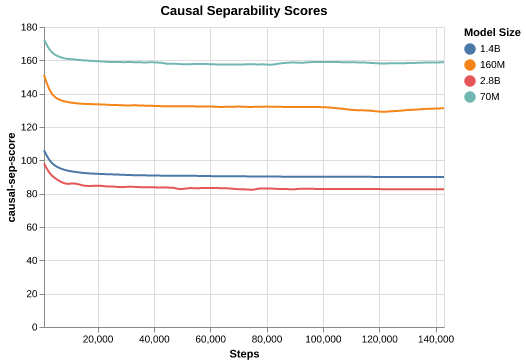 Causal Separability Scores
causal-sep-score
180
160
140
120
100
80
60
40
20
0
20,000 40,000 60,000 80,000 100,000 120,000 140,000
Steps
Model Size
1.4B
160M
2.8B
70M